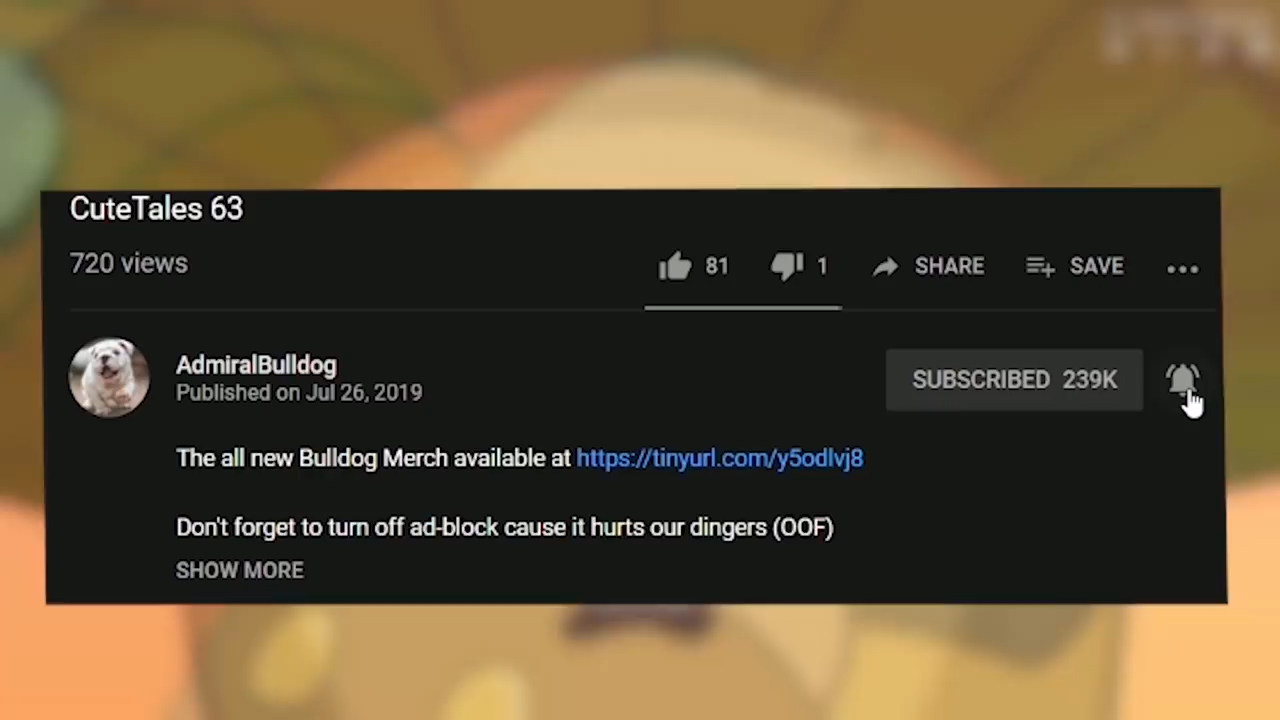 CuteTales 63
720 views
81 1 SHARE SAVE
AdmiralBulldog
Published on Jul 26, 2019
SUBSCRIBED 239K
The all new Bulldog Merch available at https://tinyurl.com/y5odlvj8
Don't forget to turn off ad-block cause it hurts our dingers (OOF)
SHOW MORE